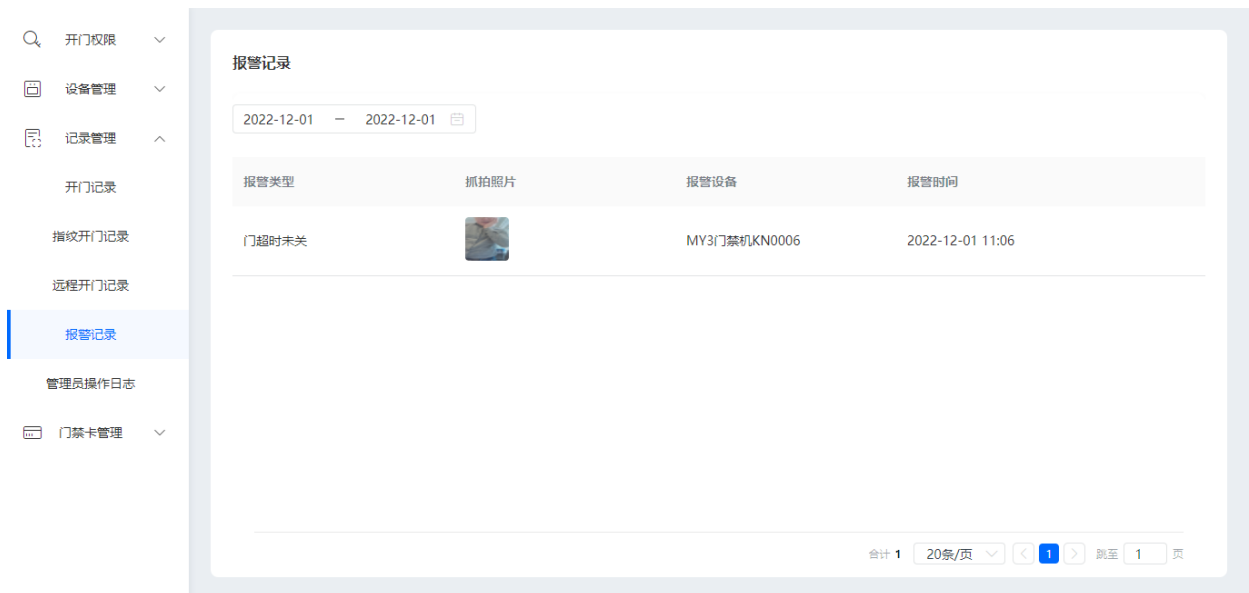 开门权限
设备管理
记录管理
开门记录
指纹开门记录
远程开门记录
报警记录
管理员操作日志
门禁卡管理
报警记录
2022-12-01 — 2022-12-01
报警类型 抓拍照片 报警设备 报警时间
门超时未关 MY3门禁机KN0006 2022-12-01 11:06
合计 1 20条/页 1 跳至 1 页